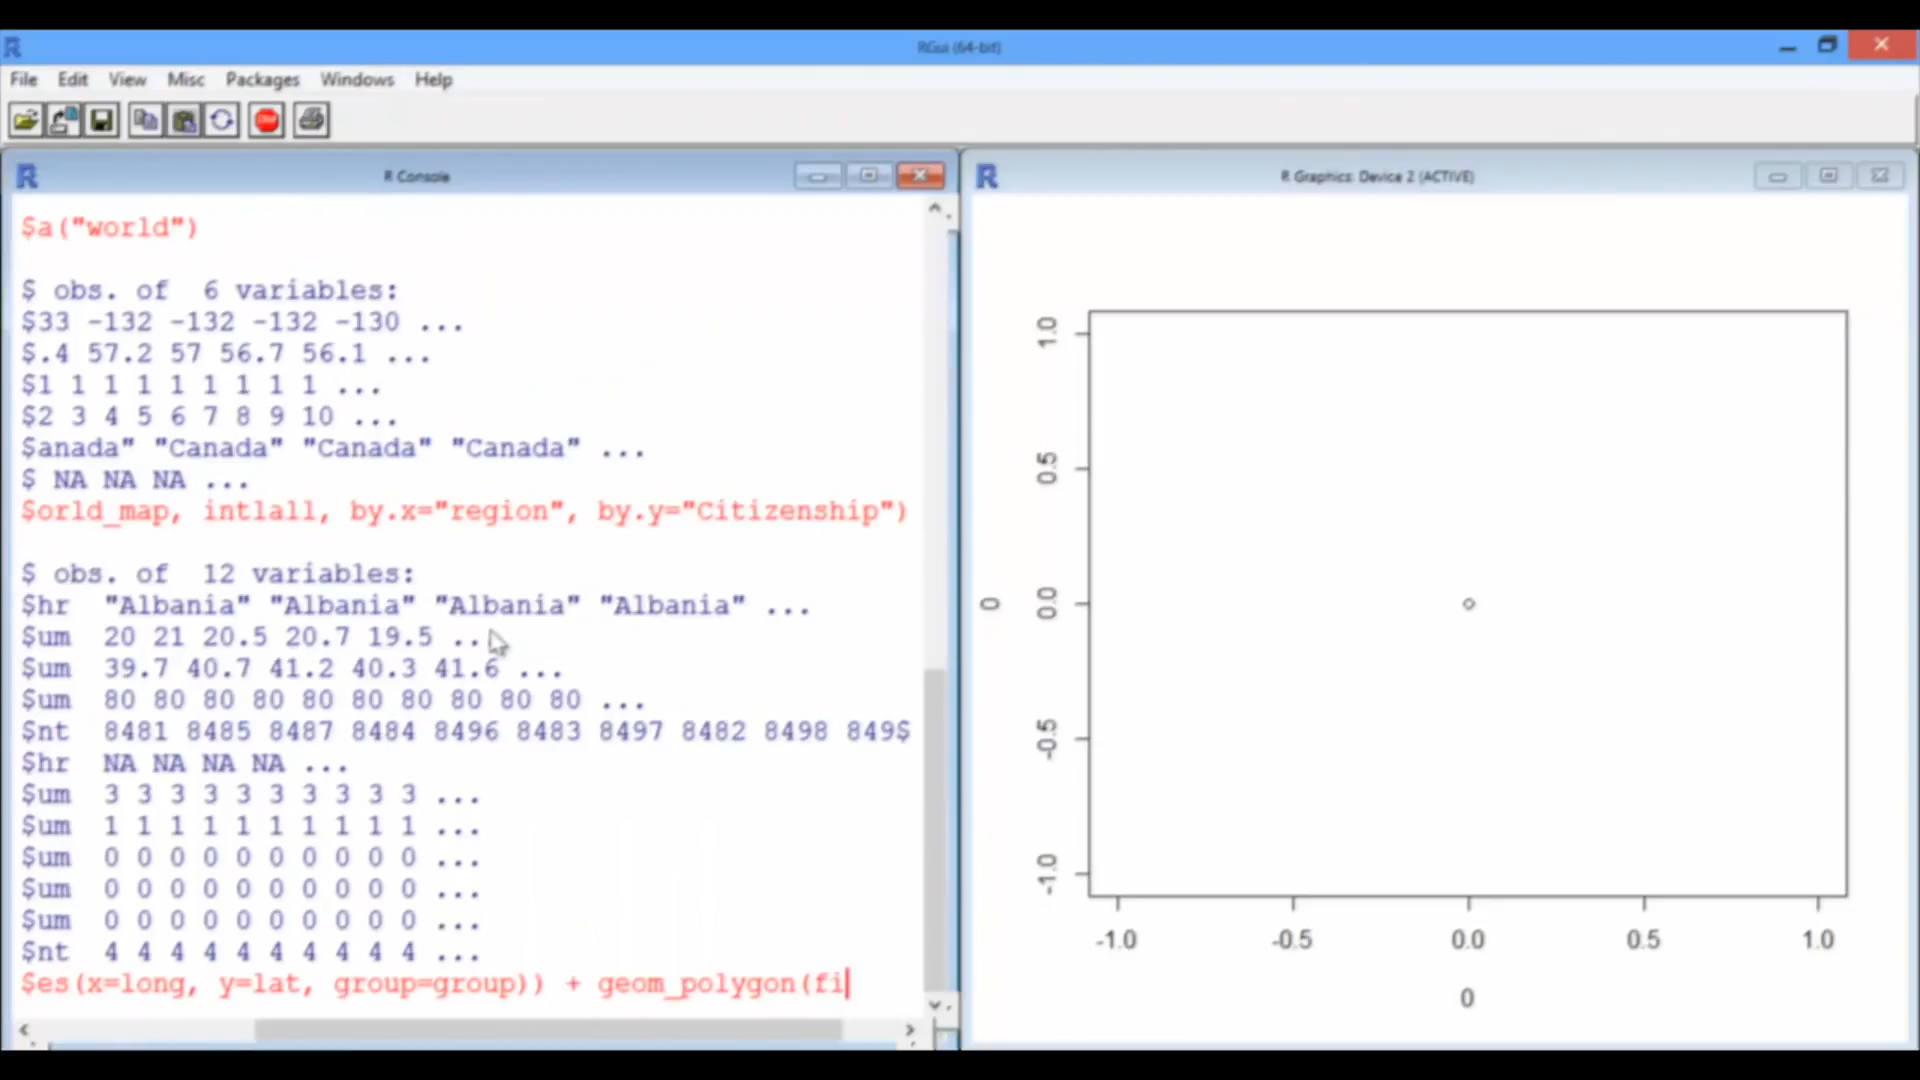 RGui (64-bit)
File Edit View Misc Packages Windows Help
STOP
R Console
$a("world")
$ obs. of  6 variables:
$33 -132 -132 -132 -130 ...
$.4 57.2 57 56.7 56.1 ...
$1 1 1 1 1 1 1 1 1 ...
$2 3 4 5 6 7 8 9 10 ...
$anada" "Canada" "Canada" "Canada" ...
$ NA NA NA ...
$orld_map, intlall, by.x="region", by.y="Citizenship")
$ obs. of  12 variables:
$hr  "Albania" "Albania" "Albania" "Albania" ...
$um  20 21 20.5 20.7 19.5 ...
$um  39.7 40.7 41.2 40.3 41.6 ...
$um  80 80 80 80 80 80 80 80 80 80 ...
$nt  8481 8485 8487 8484 8496 8483 8497 8482 8498 849$
$hr  NA NA NA NA ...
$um  3 3 3 3 3 3 3 3 3 3 ...
$um  1 1 1 1 1 1 1 1 1 1 ...
$um  0 0 0 0 0 0 0 0 0 0 ...
$um  0 0 0 0 0 0 0 0 0 0 ...
$um  0 0 0 0 0 0 0 0 0 0 ...
$nt  4 4 4 4 4 4 4 4 4 4 ...
$es(x=long, y=lat, group=group)) + geom_polygon(fi
R Graphics: Device 2 (ACTIVE)
1.0
0.5
0.0
-0.5
-1.0
0
-1.0 -0.5 0.0 0.5 1.0
0